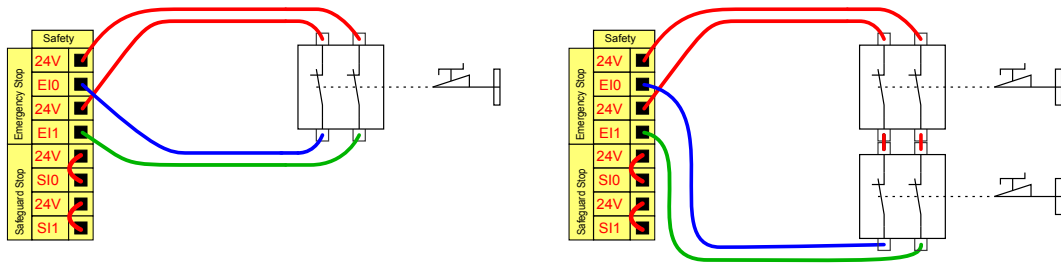 Safety
Emergency Stop
24V
EI0
24V
EI1
Safeguard Stop
24V
SI0
24V
SI1
Safety
Emergency Stop
24V
EI0
24V
EI1
Safeguard Stop
24V
SI0
24V
SI1